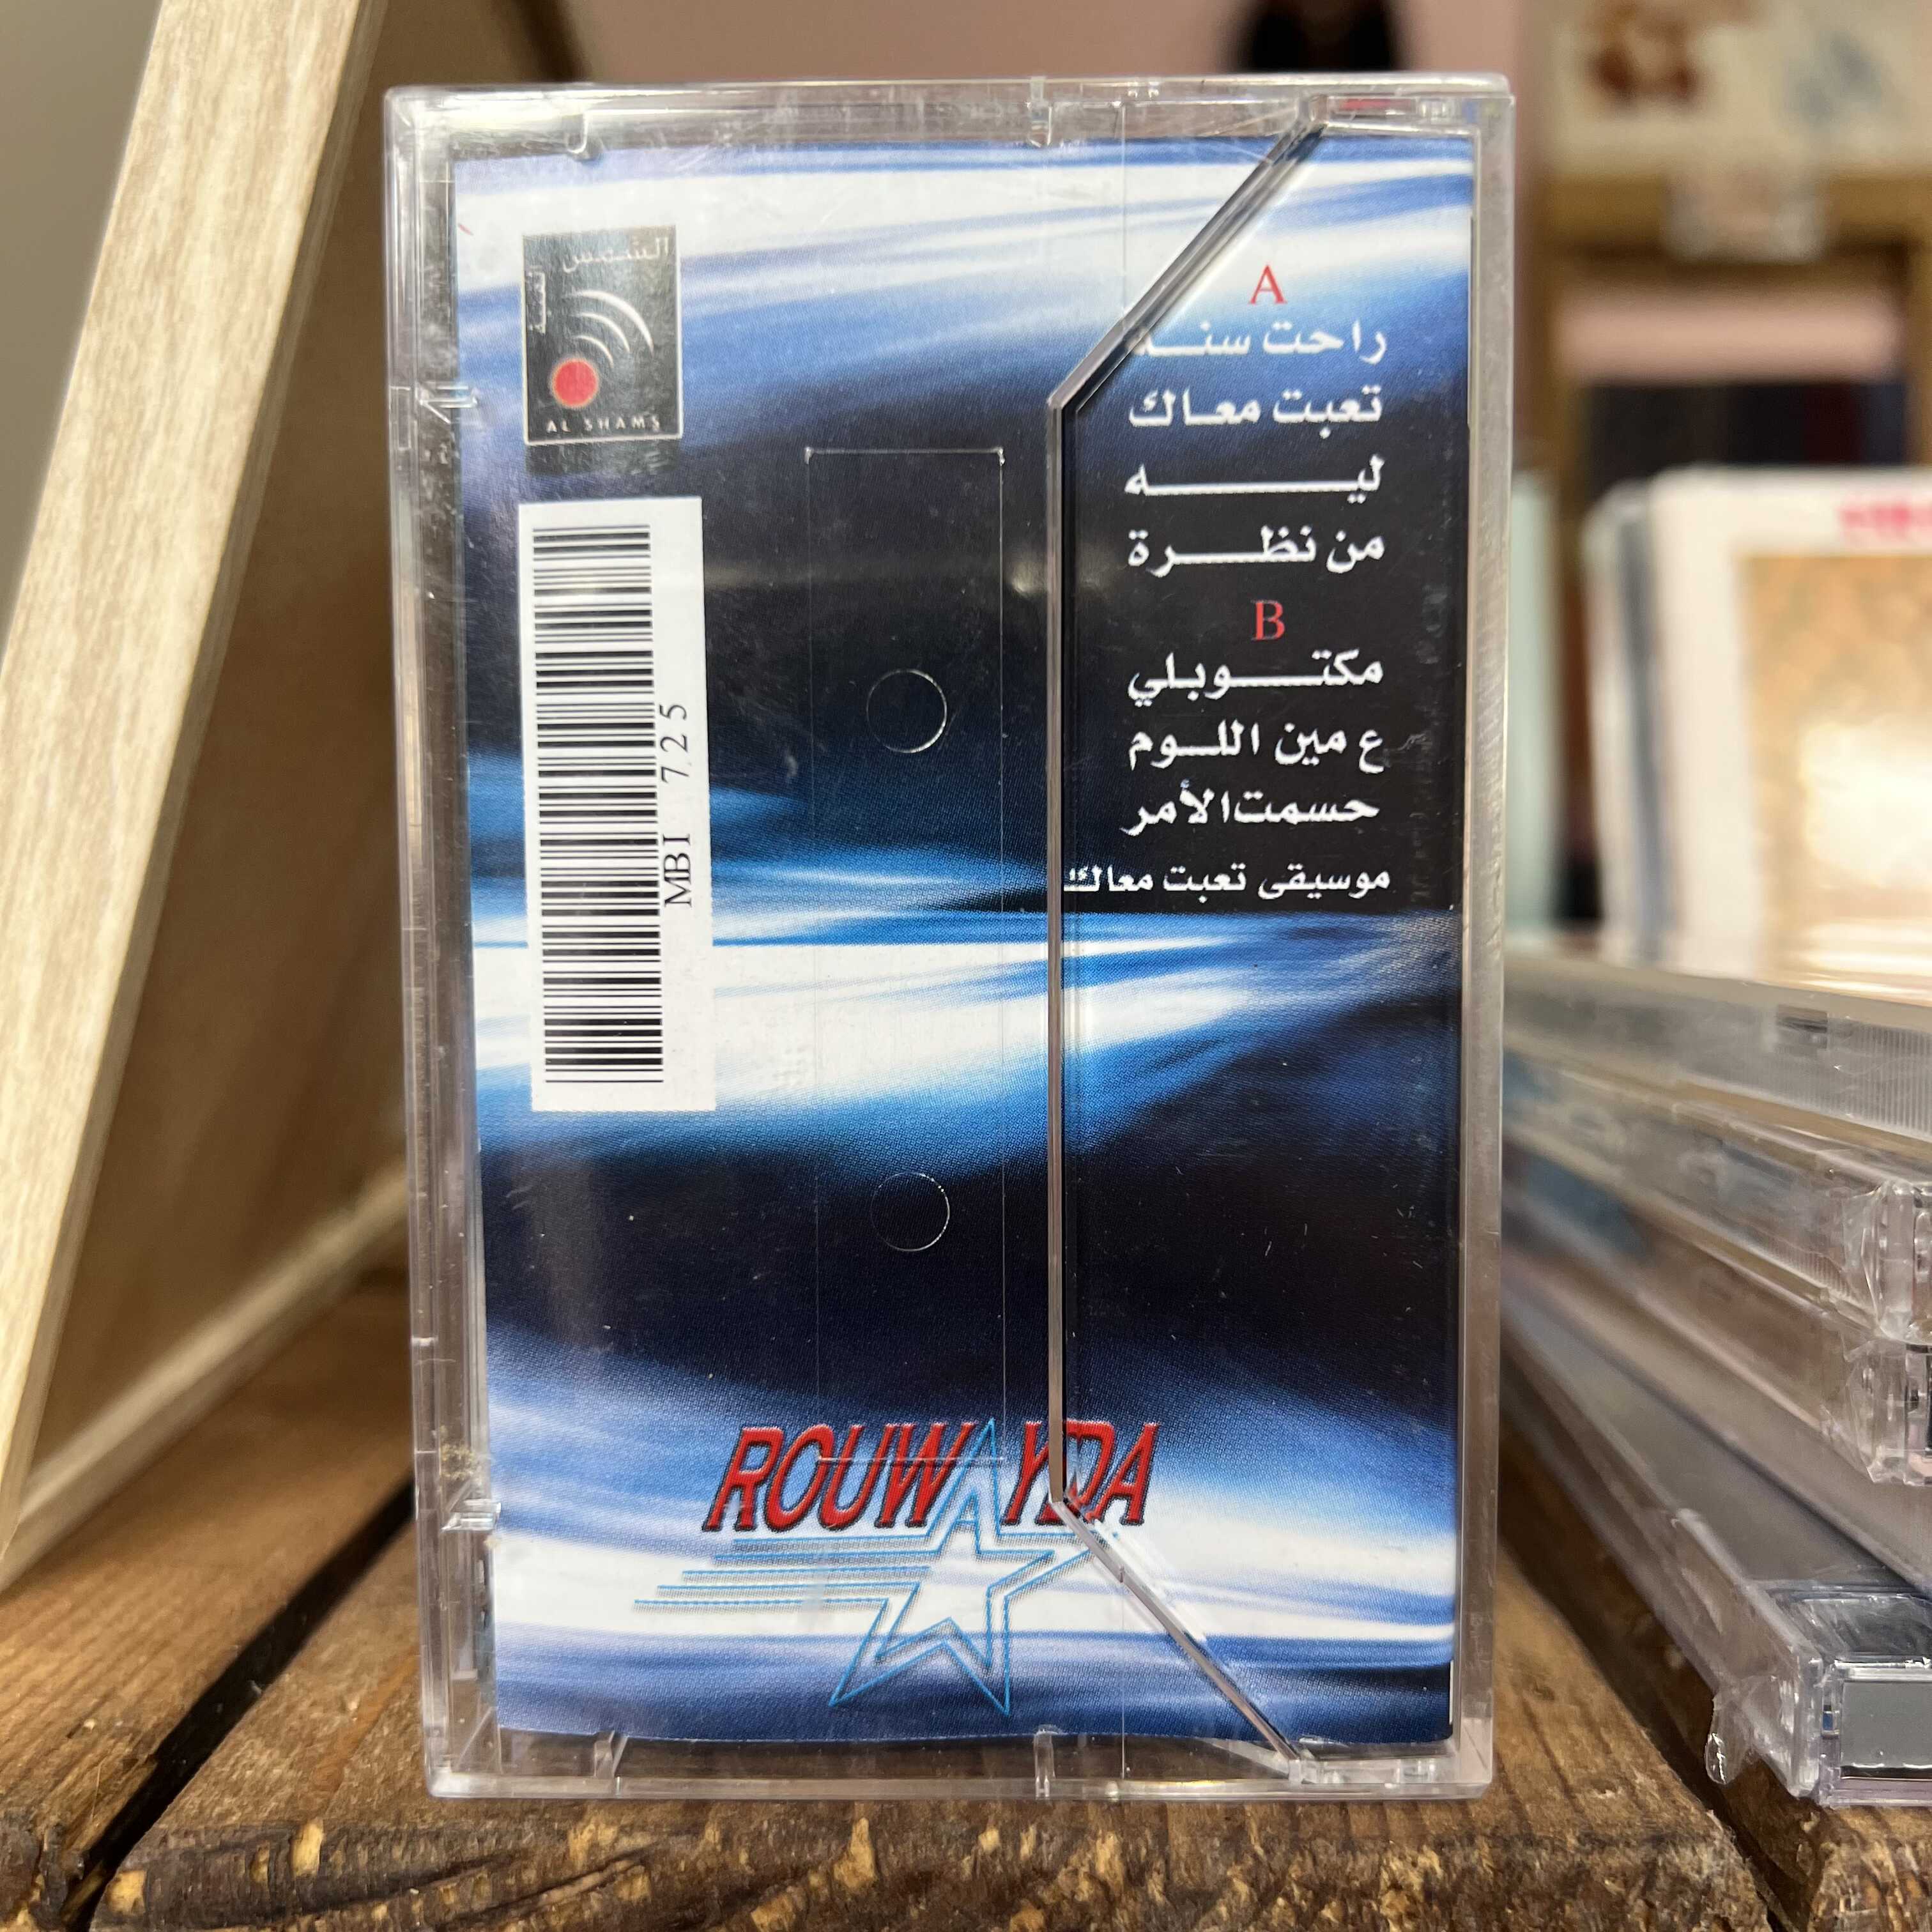 الشمس
AL SHAMS
MBI 725
A
راحت سنه
تعبت معاك
ليه
من نظرة
B
مكتوبلي
ع مين اللوم
حسمت الأمر
موسيقى تعبت معاك
ROUWAYDA